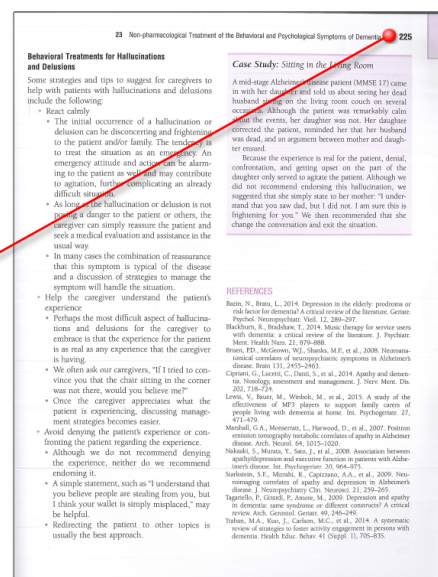 23 Non-pharmacological Treatment of the Behavioral and Psychological Symptoms of Dementia 225
Behavioral Treatments for Hallucinations
and Delusions
Some strategies and tips to suggest for caregivers to
help with patients with hallucinations and delusions
include the following:
• React calmly
• The initial occurrence of a hallucination or
delusion can be disconcerting and frightening
to the patient and/or family. The tendency is
to treat the situation as an emergency. An
emergency attitude and action can be alarm-
ing to the patient as well and may contribute
to agitation, further complicating an already
difficult situation.
• As long as the hallucination or delusion is not
posing a danger to the patient or others, the
caregiver can simply reassure the patient and
seek a medical evaluation and assistance in the
usual way.
• In many cases the combination of reassurance
that this symptom is typical of the disease
and a discussion of strategies to manage the
symptom will handle the situation.
• Help the caregiver understand the patient's
experience
• Perhaps the most difficult aspect of hallucina-
tions and delusions for the caregiver to
embrace is that the experience for the patient
is as real as any experience that the caregiver
is having.
• We often ask our caregivers, "If I tried to con-
vince you that the chair sitting in the corner
was not there, would you believe me?"
• Once the caregiver appreciates what the
patient is experiencing, discussing manage-
ment strategies becomes easier.
• Avoid denying the patient's experience or con-
fronting the patient regarding the experience.
• Although we do not recommend denying
the experience, neither do we recommend
endorsing it.
• A simple statement, such as "I understand that
you believe people are stealing from you, but
I think your wallet is simply misplaced," may
be helpful.
• Redirecting the patient to other topics is
usually the best approach.
Case Study: Sitting in the Living Room
A mid-stage Alzheimer's disease patient (MMSE 17) came
in with her daughter and told us about seeing her dead
husband sitting on the living room couch on several
occasions. Although the patient was remarkably calm
about the events, her daughter was not. Her daughter
corrected the patient, reminded her that her husband
was dead, and an argument between mother and daugh-
ter ensued.
Because the experience is real for the patient, denial,
confrontation, and getting upset on the part of the
daughter only served to agitate the patient. Although we
did not recommend endorsing this hallucination, we
suggested that she simply state to her mother: "I under-
stand that you saw dad, but I did not. I am sure this is
frightening for you." We then recommended that she
change the conversation and exit the situation.
REFERENCES
Bazin, N., Bratu, L., 2014. Depression in the elderly: prodroma or
risk factor for dementia? A critical review of the literature. Geriatr.
Psychol. Neuropsychiatr. Vieil. 12, 289–297.
Blackburn, R., Bradshaw, T., 2014. Music therapy for service users
with dementia: a critical review of the literature. J. Psychiatr.
Ment. Health Nurs. 21, 879–888.
Bruen, P.D., McGeown, W.J., Shanks, M.F., et al., 2008. Neuroana-
tomical correlates of neuropsychiatric symptoms in Alzheimer's
disease. Brain 131, 2455–2463.
Cipriani, G., Lucetti, C., Danti, S., et al., 2014. Apathy and demen-
tia. Nosology, assessment and management. J. Nerv. Ment. Dis.
202, 718–724.
Lewis, V., Bauer, M., Winbolt, M., et al., 2015. A study of the
effectiveness of MP3 players to support family carers of
people living with dementia at home. Int. Psychogeriatr. 27,
471–479.
Marshall, G.A., Monserratt, L., Harwood, D., et al., 2007. Positron
emission tomography metabolic correlates of apathy in Alzheimer
disease. Arch. Neurol. 64, 1015–1020.
Nakaaki, S., Murata, Y., Sato, J., et al., 2008. Association between
apathy/depression and executive function in patients with Alzhe-
imer's disease. Int. Psychogeriatr. 20, 964–975.
Starkstein, S.E., Mizrahi, R., Capizzano, A.A., et al., 2009. Neu-
roimaging correlates of apathy and depression in Alzheimer's
disease. J. Neuropsychiatry Clin. Neurosci. 21, 259–265.
Tagariello, P., Girardi, P., Amore, M., 2009. Depression and apathy
in dementia: same syndrome or different constructs? A critical
review. Arch. Gerontol. Geriatr. 49, 246–249.
Trahan, M.A., Kuo, J., Carlson, M.C., et al., 2014. A systematic
review of strategies to foster activity engagement in persons with
dementia. Health Educ. Behav. 41 (Suppl. 1), 70S–83S.